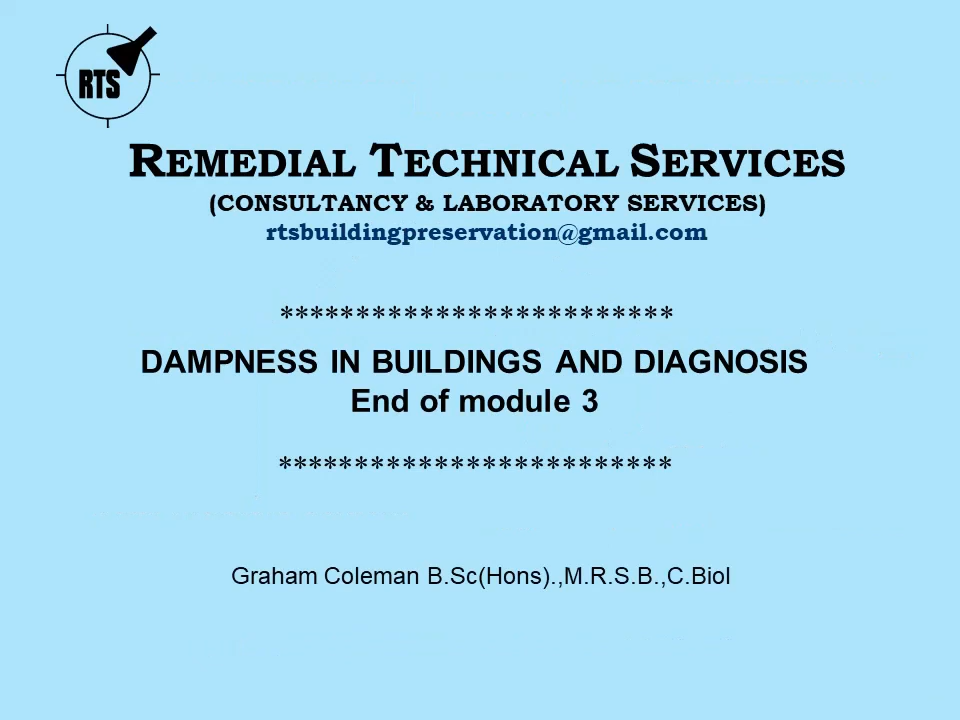 RTS
REMEDIAL TECHNICAL SERVICES
(CONSULTANCY & LABORATORY SERVICES)
rtsbuildingpreservation@gmail.com
*************************
DAMPNESS IN BUILDINGS AND DIAGNOSIS
End of module 3
*************************
Graham Coleman B.Sc(Hons).,M.R.S.B.,C.Biol